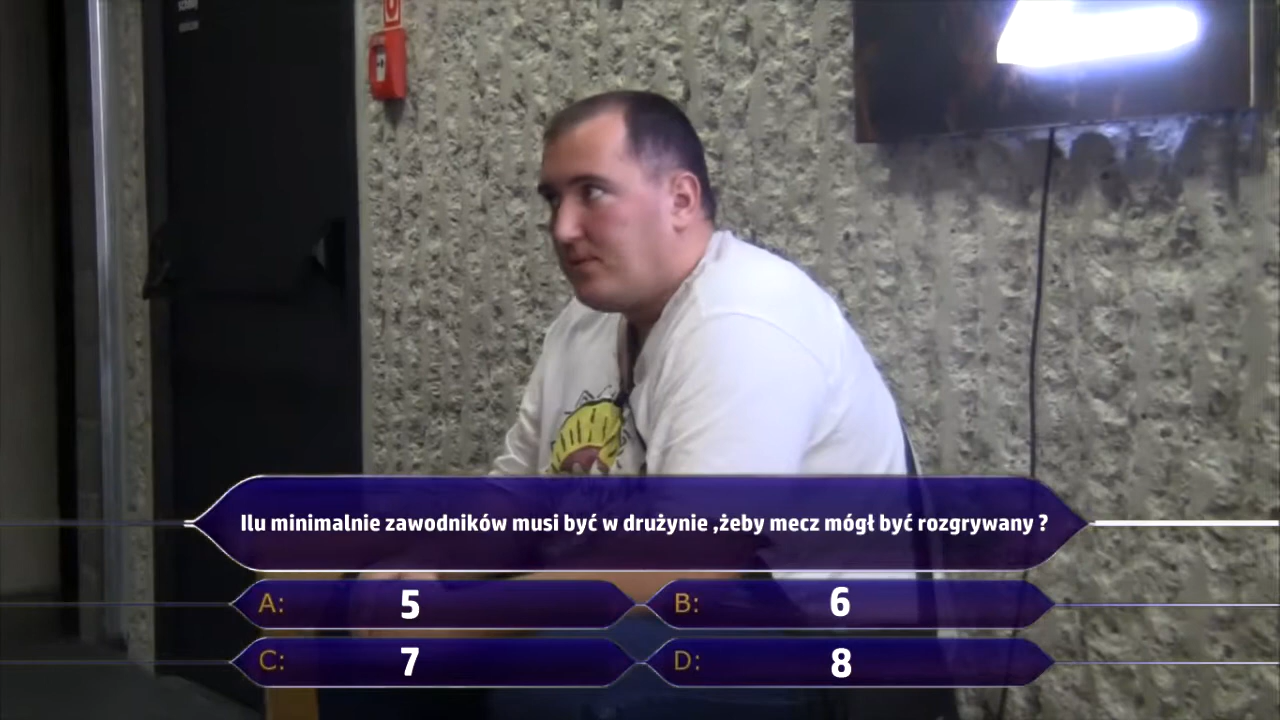 Ilu minimalnie zawodników musi być w drużynie ,żeby mecz mógł być rozgrywany ?
A: 5
B: 6
C: 7
D: 8